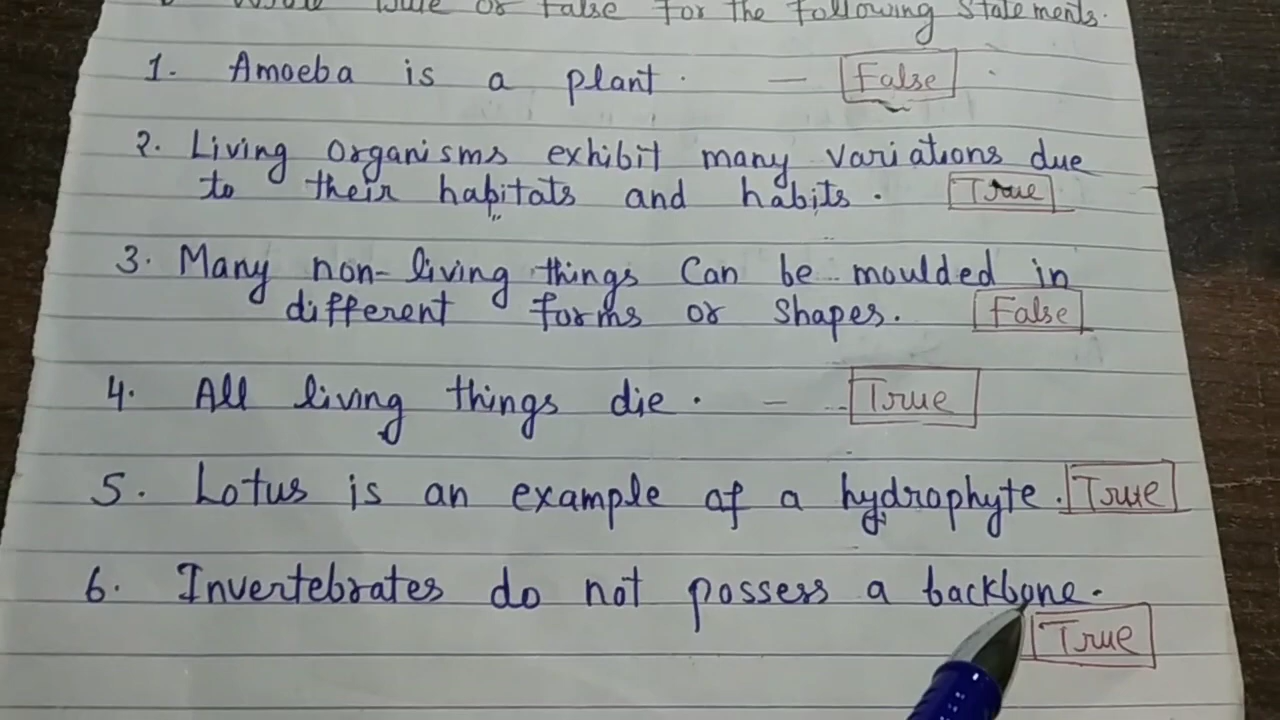 True or False for the following statements.
1. Amoeba is a plant. – False
2. Living organisms exhibit many variations due
to their habitats and habits. True
3. Many non-living things can be moulded in
different forms or shapes. False
4. All living things die. – True
5. Lotus is an example of a hydrophyte. True
6. Invertebrates do not possess a backbone.
True